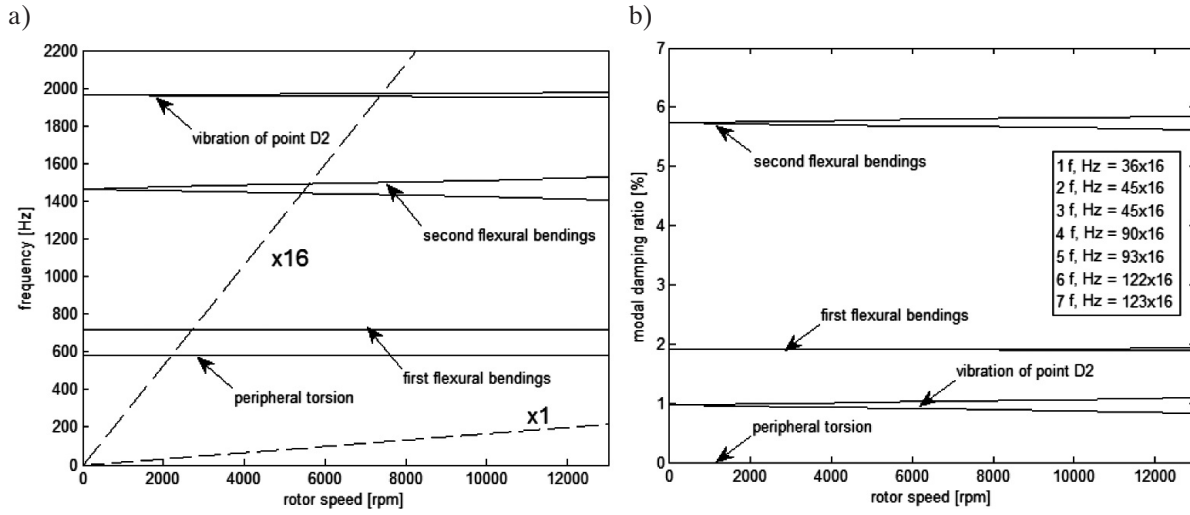 a)
2200
2000
1800
1600
1400
1200
1000
800
600
400
200
0
frequency [Hz]
vibration of point D2
second flexural bendings
x16
first flexural bendings
peripheral torsion
x1
0 2000 4000 6000 8000 10000 12000
rotor speed [rpm]
b)
7
6
5
4
3
2
1
0
modal damping ratio [%]
second flexural bendings
1 f, Hz = 36x16
2 f, Hz = 45x16
3 f, Hz = 45x16
4 f, Hz = 90x16
5 f, Hz = 93x16
6 f, Hz = 122x16
7 f, Hz = 123x16
first flexural bendings
vibration of point D2
peripheral torsion
0 2000 4000 6000 8000 10000 12000
rotor speed [rpm]